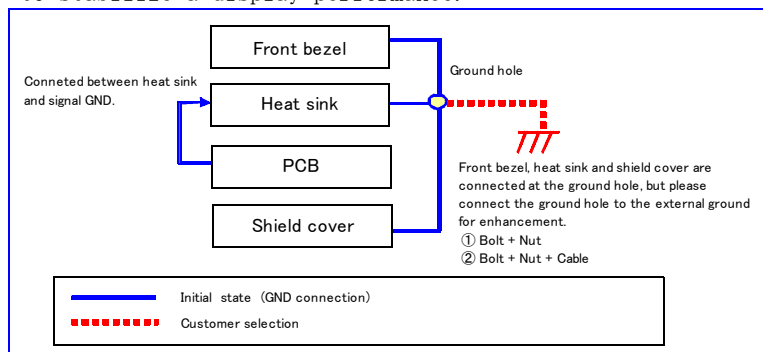 Front bezel
Ground hole
Conneted between heat sink
and signal GND.
Heat sink
PCB
Front bezel, heat sink and shield cover are
connected at the ground hole, but please
connect the ground hole to the external ground
for enhancement.
① Bolt + Nut
② Bolt + Nut + Cable
Shield cover
Initial state (GND connection)
Customer selection